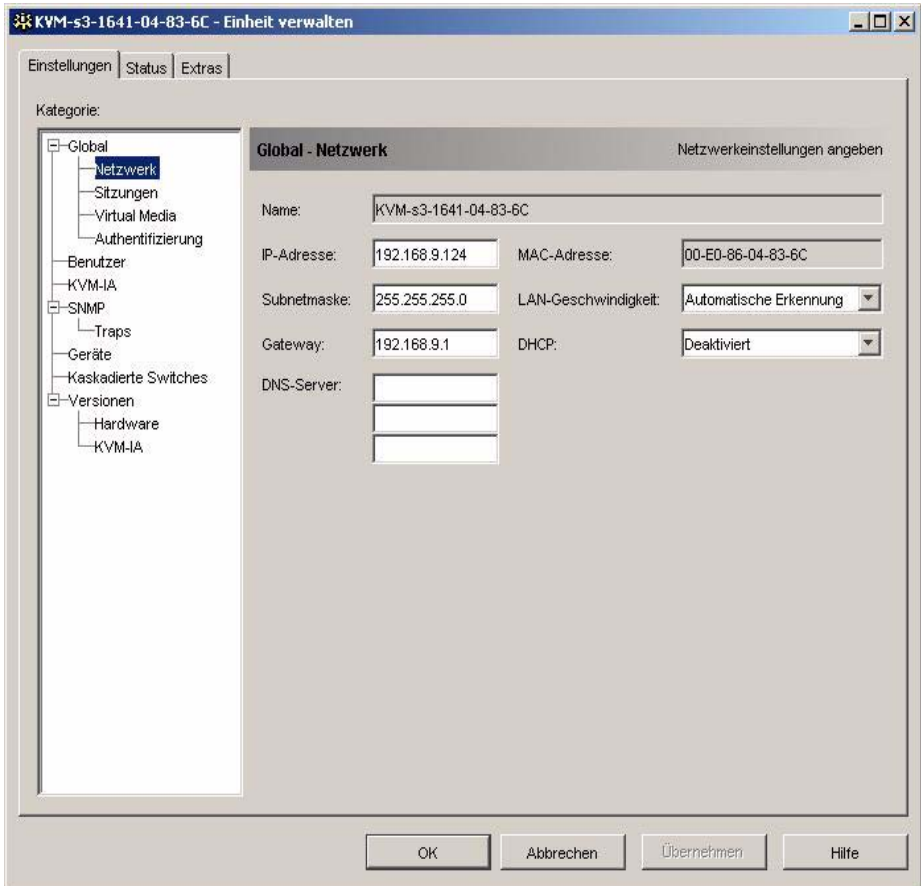 KVM-s3-1641-04-83-6C - Einheit verwalten
Einstellungen Status Extras
Kategorie:
Global
Netzwerk
Sitzungen
Virtual Media
Authentifizierung
Benutzer
KVM-IA
SNMP
Traps
Geräte
Kaskadierte Switches
Versionen
Hardware
KVM-IA
Global - Netzwerk Netzwerkeinstellungen angeben
Name: KVM-s3-1641-04-83-6C
IP-Adresse: 192.168.9.124 MAC-Adresse: 00-E0-86-04-83-6C
Subnetmaske: 255.255.255.0 LAN-Geschwindigkeit: Automatische Erkennung
Gateway: 192.168.9.1 DHCP: Deaktiviert
DNS-Server:
OK Abbrechen Übernehmen Hilfe